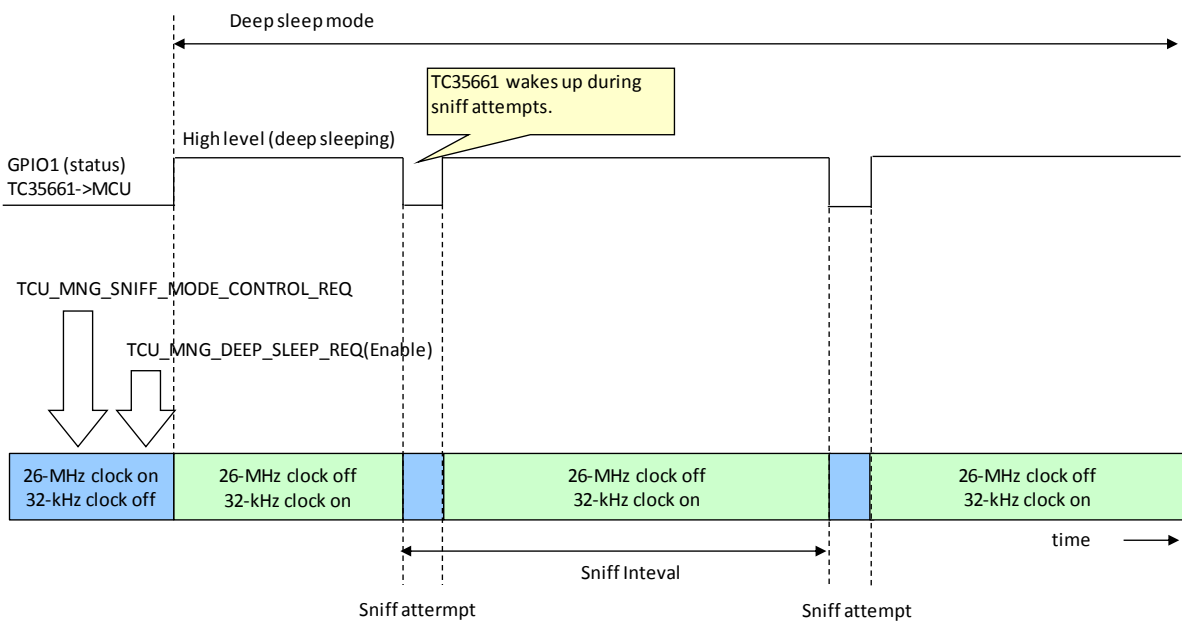 Deep sleep mode
TC35661 wakes up during
sniff attempts.
High level (deep sleeping)
GPIO1 (status)
TC35661->MCU
TCU_MNG_SNIFF_MODE_CONTROL_REQ
TCU_MNG_DEEP_SLEEP_REQ(Enable)
26-MHz clock on
32-kHz clock off
26-MHz clock off
32-kHz clock on
26-MHz clock off
32-kHz clock on
26-MHz clock off
32-kHz clock on
time
Sniff Inteval
Sniff attermpt
Sniff attempt